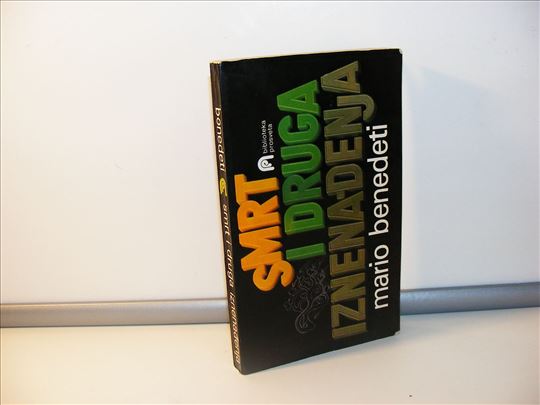 SMRT
I DRUGA
IZNENAĐENJA
mario benedeti
biblioteka
prosveta
benedeti smrt i druga iznenađenja